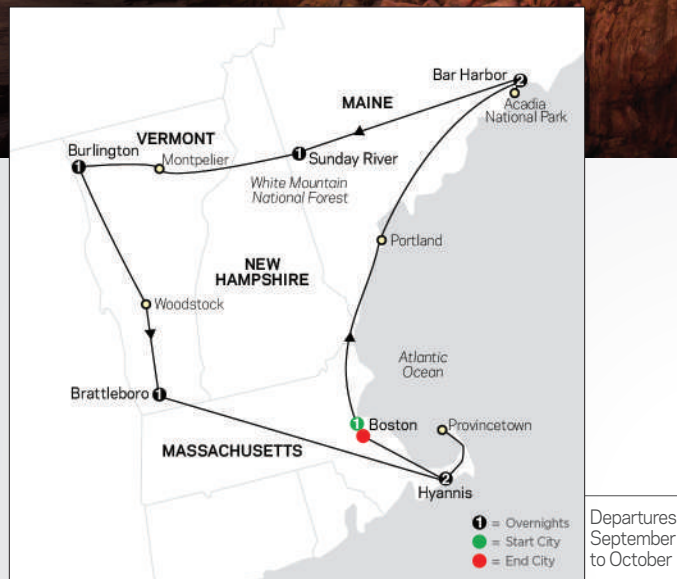 Bar Harbor
2
Acadia
National Park
MAINE
VERMONT
Burlington
1
Montpelier
1
Sunday River
White Mountain
National Forest
Portland
NEW
HAMPSHIRE
Woodstock
Atlantic
Ocean
Brattleboro
1
1
Boston
Provincetown
MASSACHUSETTS
2
Hyannis
1 = Overnights
= Start City
= End City
Departures
September
to October